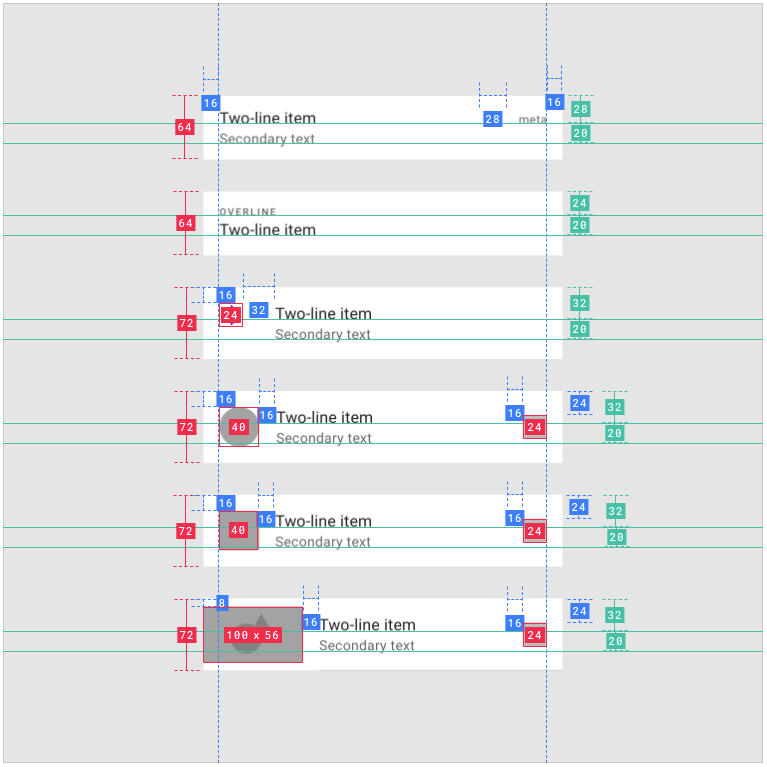 16 16 28
64 Two-line item 28 meta 20
Secondary text
24
OVERLINE
64 Two-line item 20
16
24 32 Two-line item 32
72 Secondary text 20
16 24 32
16 Two-line item 16
72 40 24 20
Secondary text
16 24 32
16 Two-line item 16
72 40 24 20
Secondary text
8 24 32
16 Two-line item 16
72 100 x 56 24 20
Secondary text